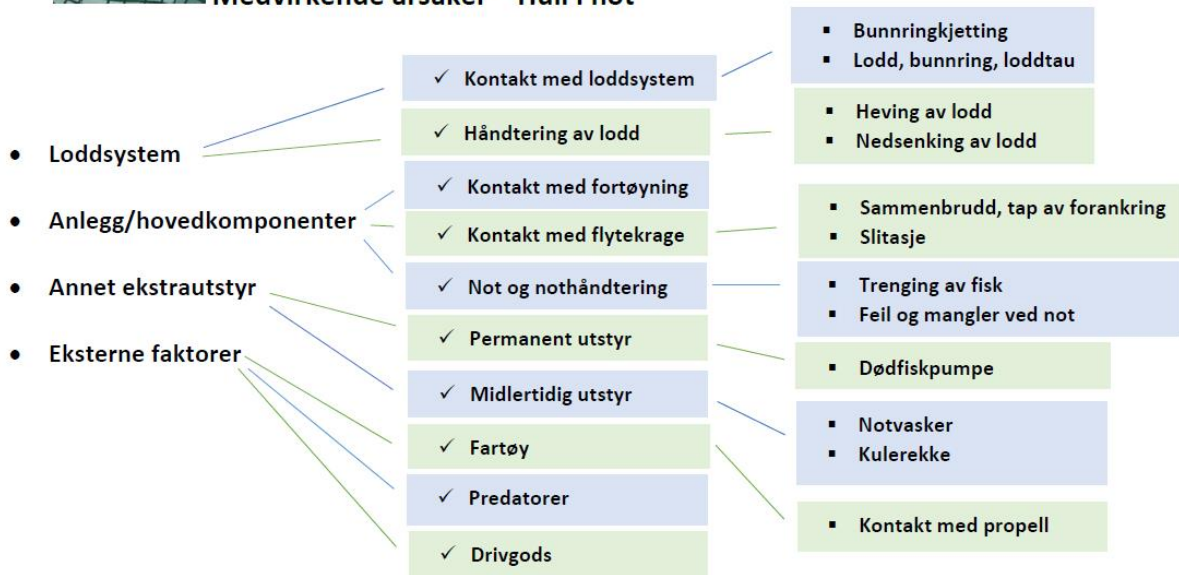 Medvirkende årsaker – Hull i not
Loddsystem
Anlegg/hovedkomponenter
Annet ekstrautstyr
Eksterne faktorer
Kontakt med loddsystem
Håndtering av lodd
Kontakt med fortøyning
Kontakt med flytekrage
Not og nothåndtering
Permanent utstyr
Midlertidig utstyr
Fartøy
Predatorer
Drivgods
Bunnringkjetting
Lodd, bunnring, loddtau
Heving av lodd
Nedsenking av lodd
Sammenbrudd, tap av forankring
Slitasje
Trenging av fisk
Feil og mangler ved not
Dødfiskpumpe
Notvasker
Kulerekke
Kontakt med propell